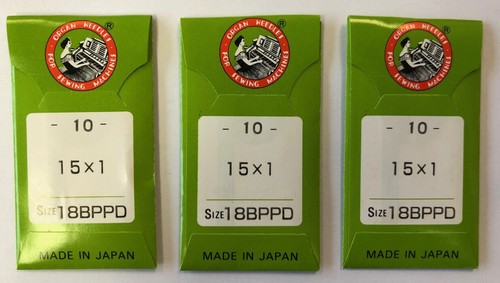 ORGAN NEEDLES
®
FOR SEWING MACHINES
- 10 -
15×1
SIZE 18BPPD
MADE IN JAPAN
ORGAN NEEDLES
®
FOR SEWING MACHINES
- 10 -
15×1
SIZE 18BPPD
MADE IN JAPAN
ORGAN NEEDLES
®
FOR SEWING MACHINES
- 10 -
15×1
SIZE 18BPPD
MADE IN JAPAN